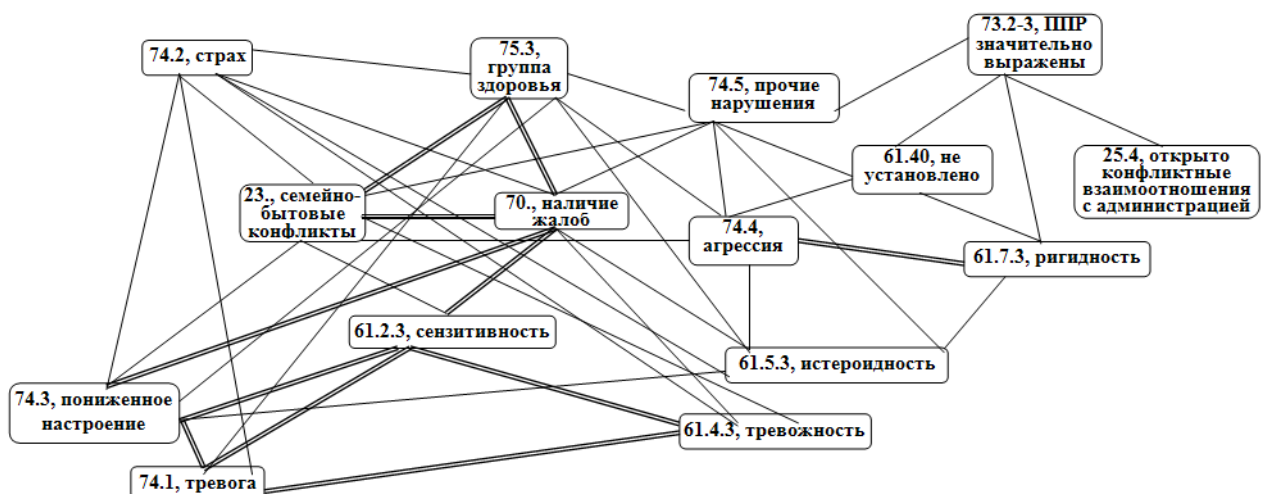 74.2, страх
75.3,
группа
здоровья
74.5, прочие
нарушения
73.2-3, ППР
значительно
выражены
61.40, не
установлено
25.4, открыто
конфликтные
взаимоотношения
с администрацией
23., семейно-
бытовые
конфликты
70., наличие
жалоб
74.4,
агрессия
61.7.3, ригидность
61.2.3, сензитивность
61.5.3, истероидность
74.3, пониженное
настроение
61.4.3, тревожность
74.1, тревога